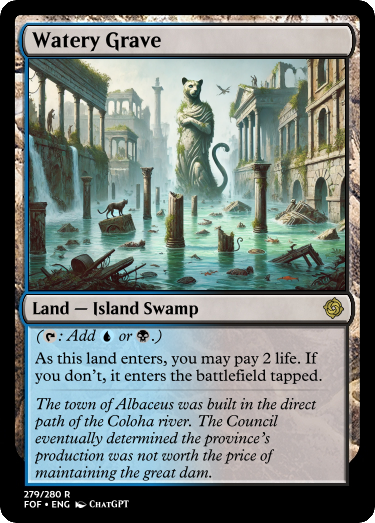 Watery Grave
Land — Island Swamp
(: Add or .)
As this land enters, you may pay 2 life. If
you don't, it enters the battlefield tapped.
The town of Albaceus was built in the direct
path of the Coloha river. The Council
eventually determined the province's
production was not worth the price of
maintaining the great dam.
279/280 R
FOF • ENG ChatGPT